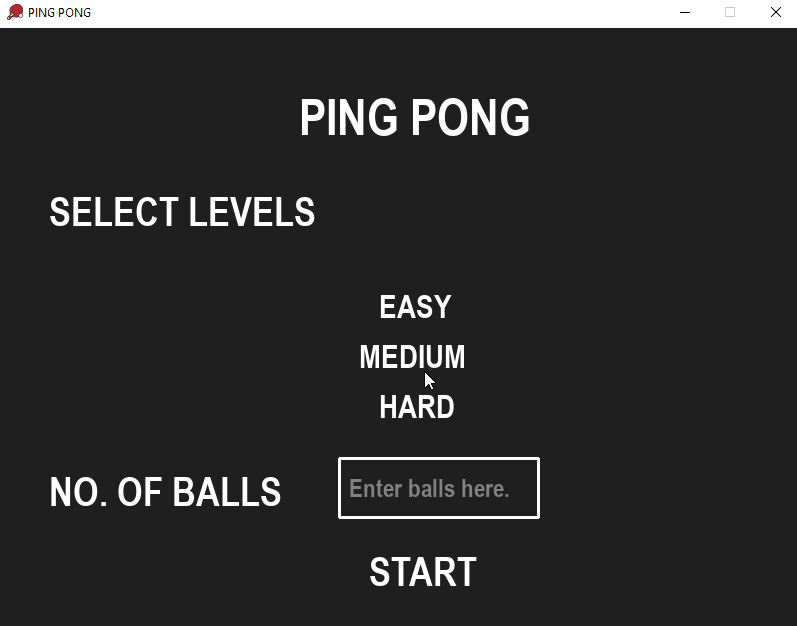 PING PONG
PING PONG
SELECT LEVELS
EASY
MEDIUM
HARD
NO. OF BALLS
Enter balls here.
START